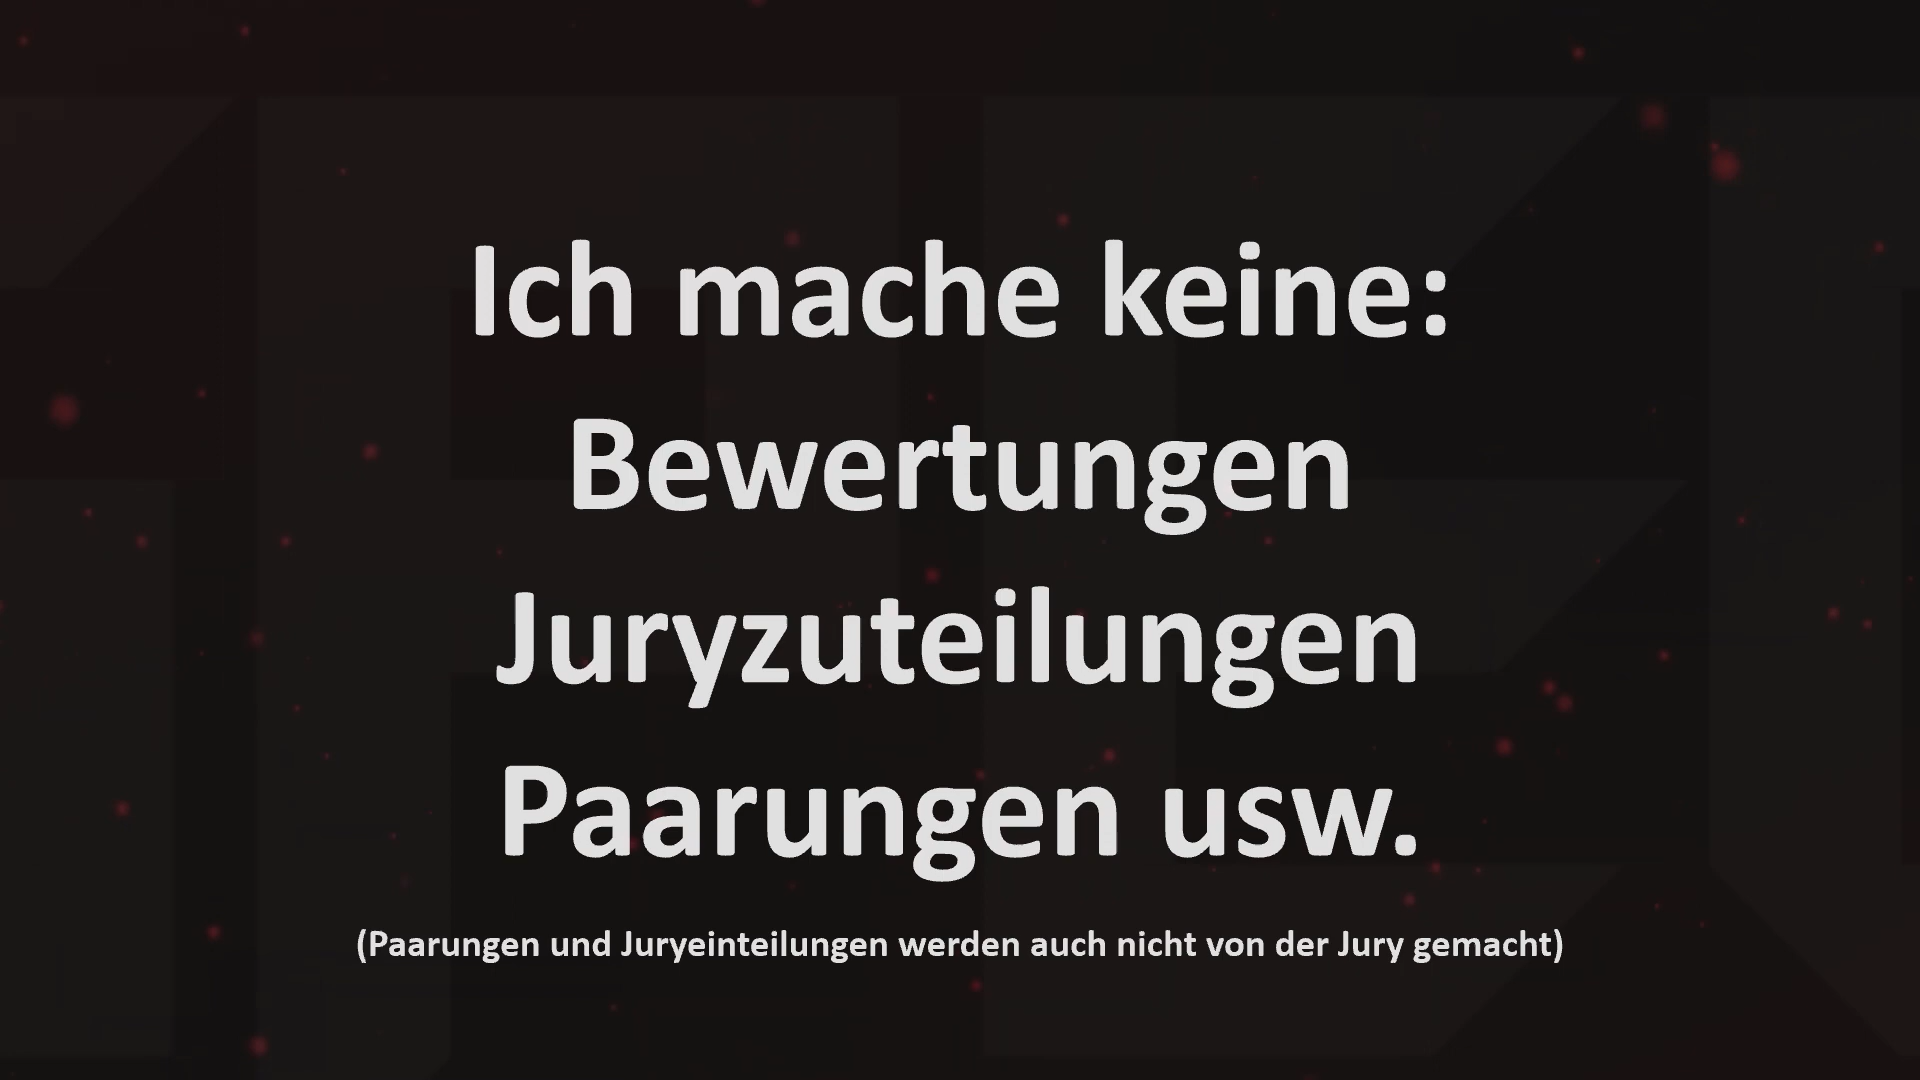 Ich mache keine:
Bewertungen
Juryzuteilungen
Paarungen usw.
(Paarungen und Juryeinteilungen werden auch nicht von der Jury gemacht)